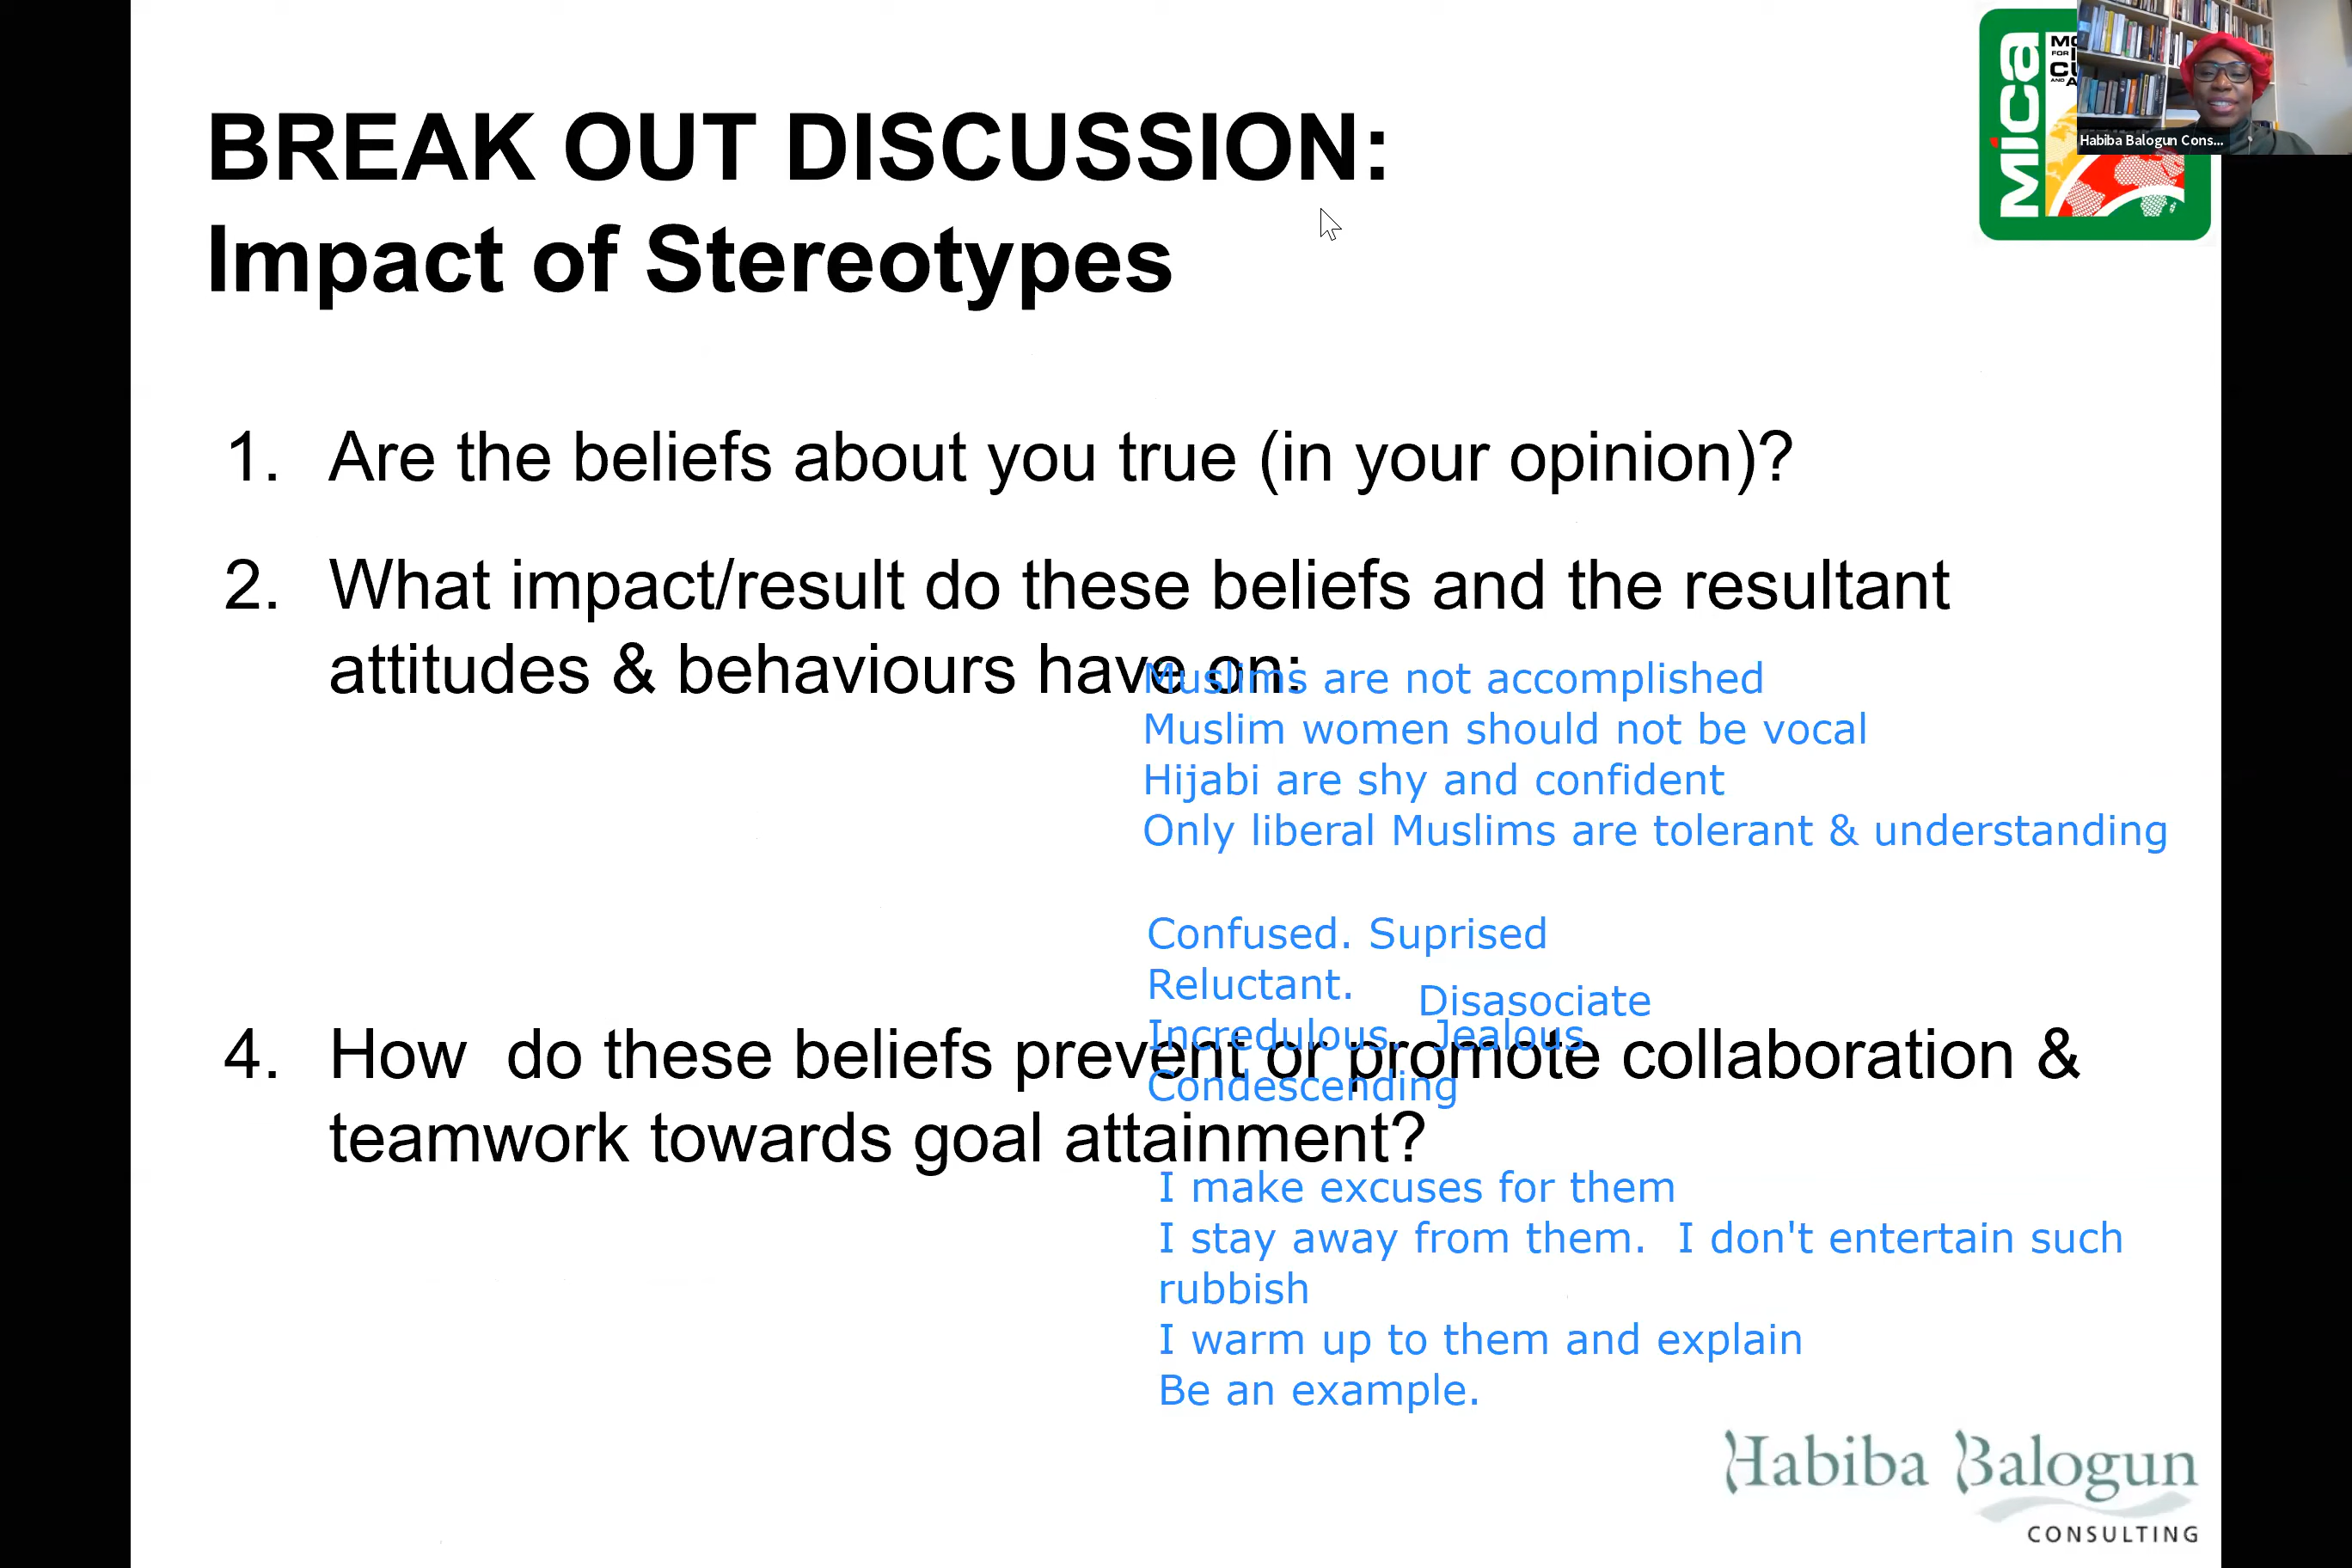 BREAK OUT DISCUSSION:
Impact of Stereotypes
mica
Habiba Balogun Cons...
1. Are the beliefs about you true (in your opinion)?
2. What impact/result do these beliefs and the resultant
attitudes & behaviours have on:
Muslims are not accomplished
Muslim women should not be vocal
Hijabi are shy and confident
Only liberal Muslims are tolerant & understanding
Confused. Suprised
Reluctant.
Disasociate
Incredulous. Jealous
Condescending
4. How do these beliefs prevent or promote collaboration &
teamwork towards goal attainment?
I make excuses for them
I stay away from them. I don't entertain such
rubbish
I warm up to them and explain
Be an example.
Habiba Balogun
CONSULTING